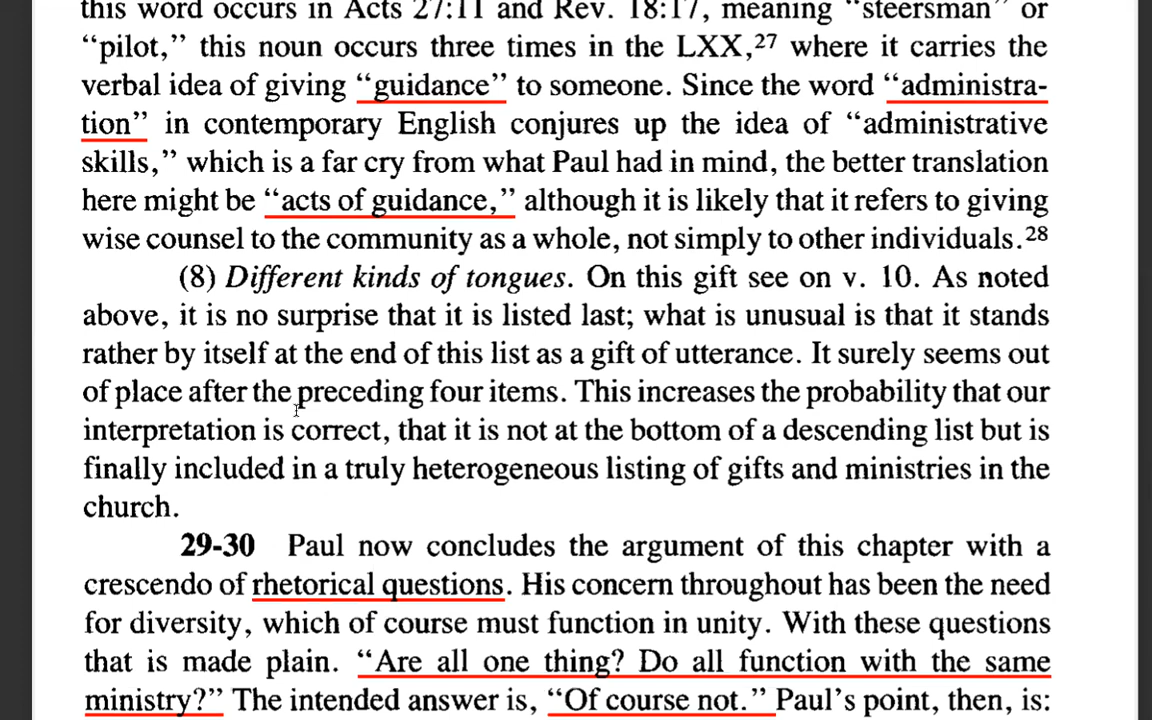 this word occurs in Acts 27:11 and Rev. 18:17, meaning “steersman” or
“pilot,” this noun occurs three times in the LXX,27 where it carries the
verbal idea of giving “guidance” to someone. Since the word “administra-
tion” in contemporary English conjures up the idea of “administrative
skills,” which is a far cry from what Paul had in mind, the better translation
here might be “acts of guidance,” although it is likely that it refers to giving
wise counsel to the community as a whole, not simply to other individuals.28
(8) Different kinds of tongues. On this gift see on v. 10. As noted
above, it is no surprise that it is listed last; what is unusual is that it stands
rather by itself at the end of this list as a gift of utterance. It surely seems out
of place after the preceding four items. This increases the probability that our
interpretation is correct, that it is not at the bottom of a descending list but is
finally included in a truly heterogeneous listing of gifts and ministries in the
church.
29-30 Paul now concludes the argument of this chapter with a
crescendo of rhetorical questions. His concern throughout has been the need
for diversity, which of course must function in unity. With these questions
that is made plain. “Are all one thing? Do all function with the same
ministry?” The intended answer is, “Of course not.” Paul’s point, then, is: